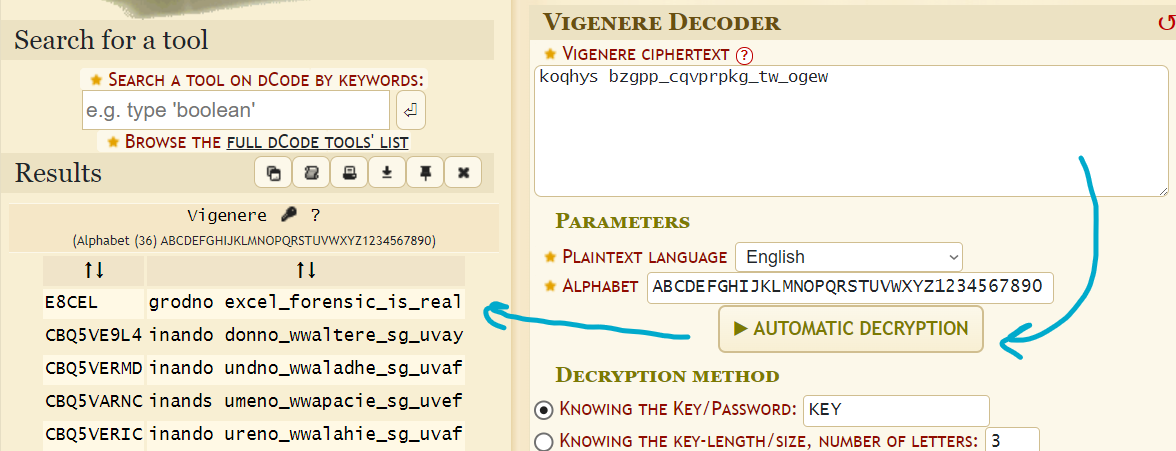 Search for a tool
★ Search a tool on dCode by keywords:
e.g. type 'boolean'
★ Browse the full dCode tools' list
Results
Vigenere ?
(Alphabet (36) ABCDEFGHIJKLMNOPQRSTUVWXYZ1234567890)
↑↓ ↑↓
E8CEL grodno excel_forensic_is_real
CBQ5VE9L4 inando donno_wwaltere_sg_uvay
CBQ5VERMD inando undno_wwaladhe_sg_uvaf
CBQ5VARNC inands umeno_wwapacie_sg_uvef
CBQ5VERIC inando ureno_wwalahie_sg_uvaf
Vigenere Decoder
★ Vigenere ciphertext ?
koqhys bzgpp_cqvprpkg_tw_ogew
Parameters
★ Plaintext language English
★ Alphabet ABCDEFGHIJKLMNOPQRSTUVWXYZ1234567890
▶ Automatic Decryption
Decryption method
Knowing the Key/Password: KEY
Knowing the key-length/size, number of letters: 3